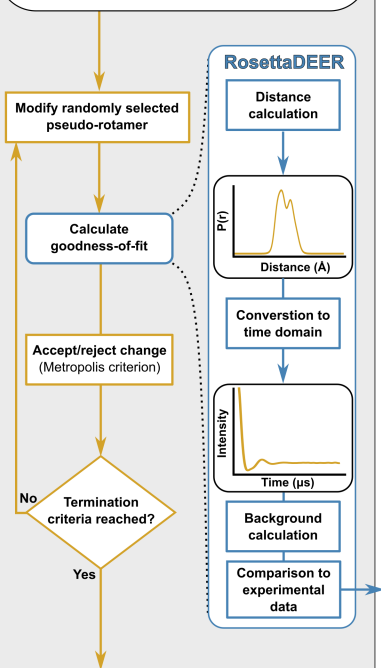 RosettaDEER
Modify randomly selected
pseudo-rotamer
Calculate
goodness-of-fit
Accept/reject change
(Metropolis criterion)
Termination
criteria reached?
No
Yes
Distance
calculation
P(r)
Distance (Å)
Converstion to
time domain
Intensity
Time (µs)
Background
calculation
Comparison to
experimental
data